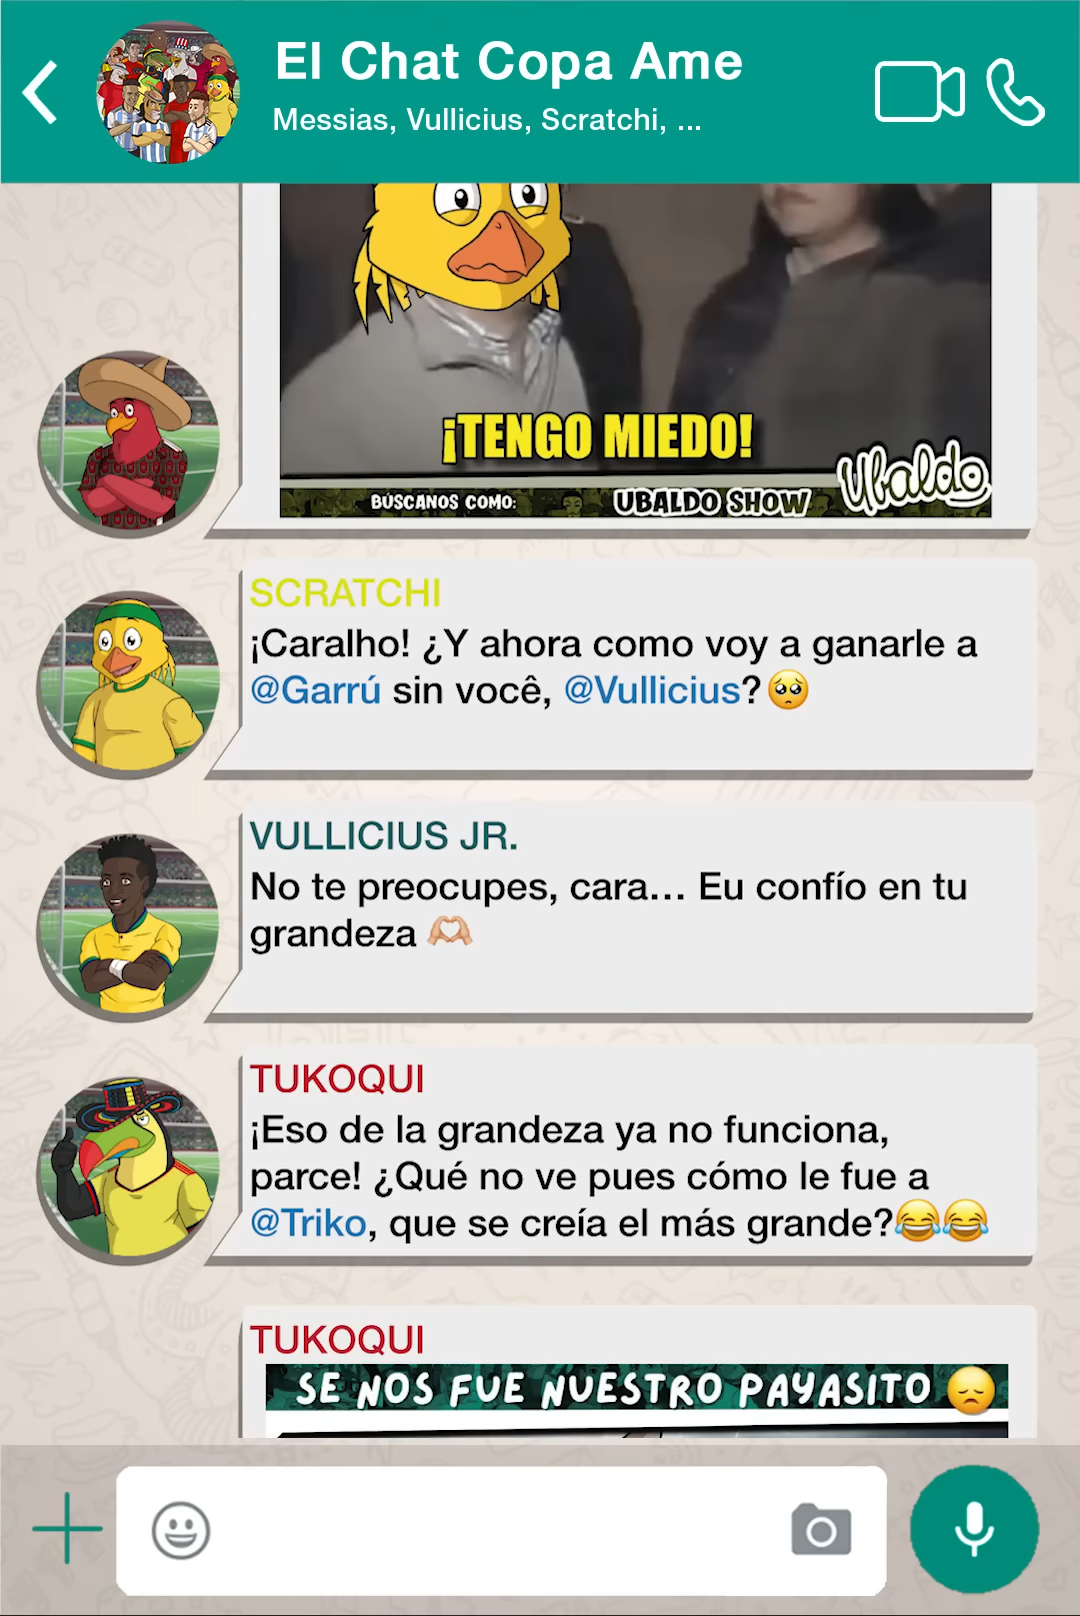 El Chat Copa Ame
Messias, Vullicius, Scratchi, ...
¡TENGO MIEDO!
BÚSCANOS COMO:
UBALDO SHOW
Ubaldo
SCRATCHI
¡Caralho! ¿Y ahora como voy a ganarle a
@Garrú sin você, @Vullicius?🥺
VULLICIUS JR.
No te preocupes, cara... Eu confío en tu
grandeza 🫶🏼
TUKOQUI
¡Eso de la grandeza ya no funciona,
parce! ¿Qué no ve pues cómo le fue a
@Triko, que se creía el más grande?😂😂
TUKOQUI
SE NOS FUE NUESTRO PAYASITO 😞